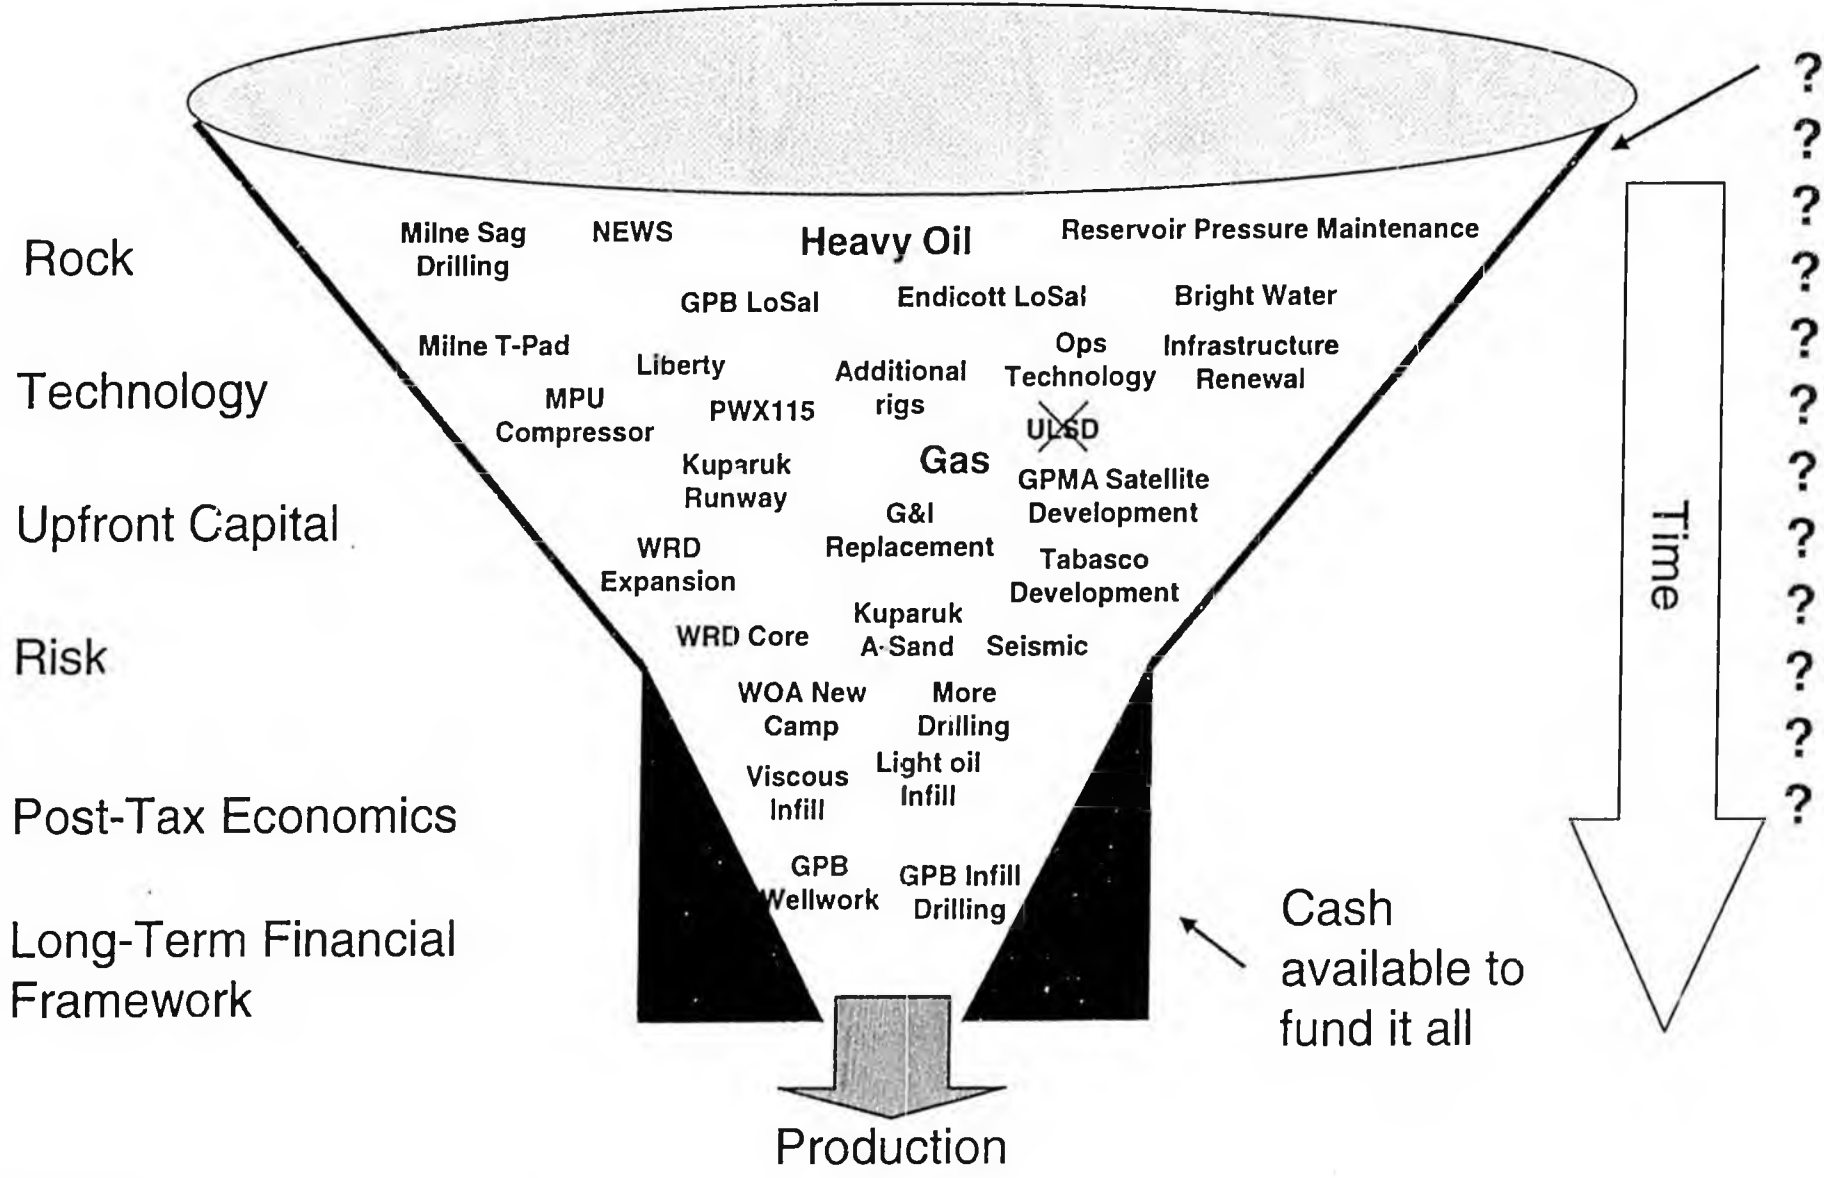 Rock
Technology
Upfront Capital
Risk
Post-Tax Economics
Long-Term Financial
Framework
Milne Sag
Drilling
NEWS
Heavy Oil
Reservoir Pressure Maintenance
GPB LoSal
Endicott LoSal
Bright Water
Milne T-Pad
Liberty
Additional
rigs
Ops
Technology
Infrastructure
Renewal
MPU
Compressor
PWX115
ULSD
Kuparuk
Runway
Gas
GPMA Satellite
Development
G&I
Replacement
WRD
Expansion
Tabasco
Development
WRD Core
Kuparuk
A-Sand
Seismic
WOA New
Camp
More
Drilling
Viscous
Infill
Light oil
Infill
GPB
Wellwork
GPB Infill
Drilling
Production
Cash
available to
fund it all
Time
?
?
?
?
?
?
?
?
?
?
?
?